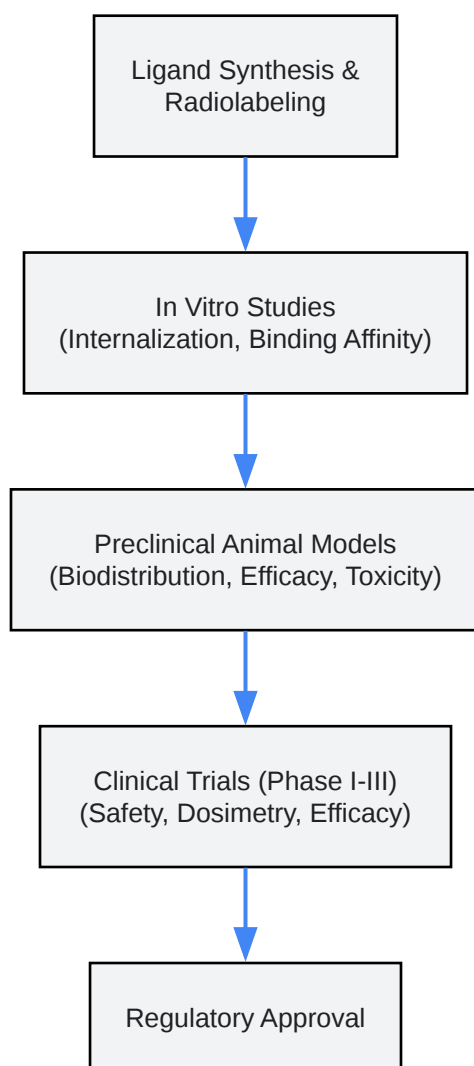 Ligand Synthesis &
Radiolabeling
In Vitro Studies
(Internalization, Binding Affinity)
Preclinical Animal Models
(Biodistribution, Efficacy, Toxicity)
Clinical Trials (Phase I-III)
(Safety, Dosimetry, Efficacy)
Regulatory Approval